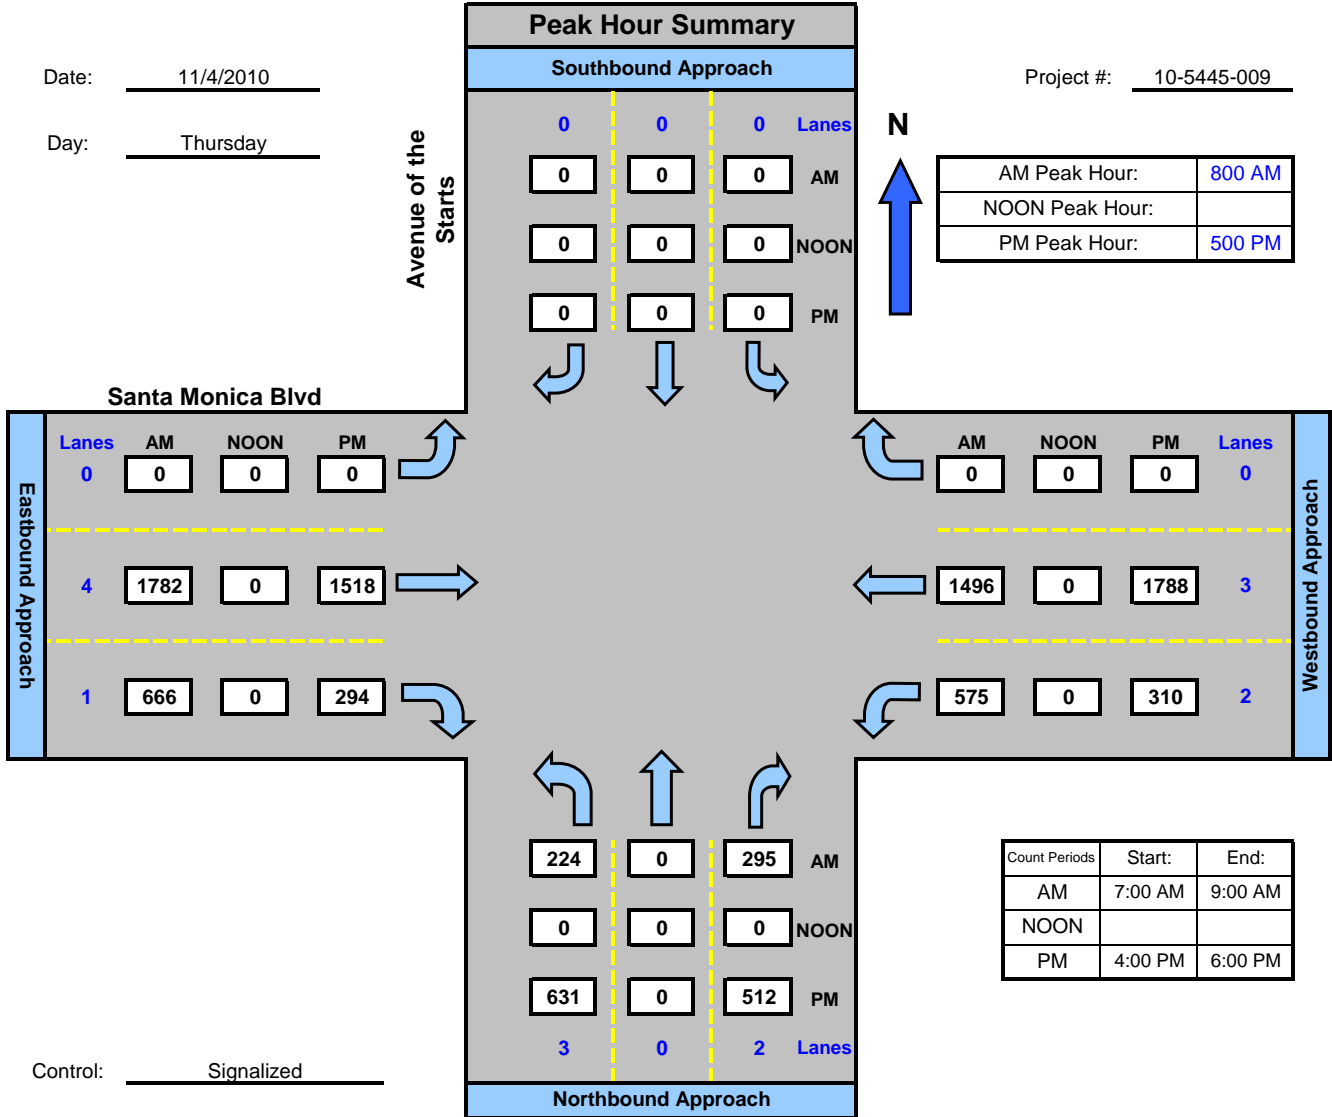 Peak Hour Summary
Southbound Approach
Date: 11/4/2010
Project #: 10-5445-009
Day: Thursday
Avenue of the
Starts
0 0 0 Lanes
0 0 0 AM
0 0 0 NOON
0 0 0 PM
N
AM Peak Hour: 800 AM
NOON Peak Hour:
PM Peak Hour: 500 PM
Santa Monica Blvd
Eastbound Approach
Lanes AM NOON PM
0 0 0 0
4 1782 0 1518
1 666 0 294
AM NOON PM Lanes
0 0 0 0
1496 0 1788 3
575 0 310 2
Westbound Approach
224 0 295 AM
0 0 0 NOON
631 0 512 PM
3 0 2 Lanes
Northbound Approach
Count Periods Start: End:
AM 7:00 AM 9:00 AM
NOON
PM 4:00 PM 6:00 PM
Control: Signalized